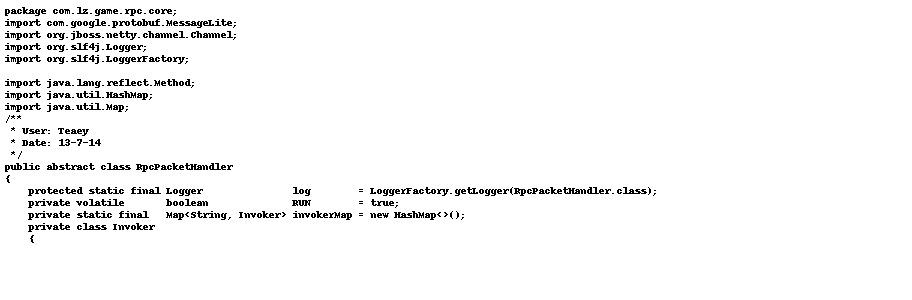 package com.lz.game.rpc.core;
import com.google.protobuf.MessageLite;
import org.jboss.netty.channel.Channel;
import org.slf4j.Logger;
import org.slf4j.LoggerFactory;

import java.lang.reflect.Method;
import java.util.HashMap;
import java.util.Map;
/**
 * User: Teaey
 * Date: 13-7-14
 */
public abstract class RpcPacketHandler
{
    protected static final Logger               log        = LoggerFactory.getLogger(RpcPacketHandler.class);
    private volatile       boolean              RUN        = true;
    private static final   Map<String, Invoker> invokerMap = new HashMap<>();
    private class Invoker
    {